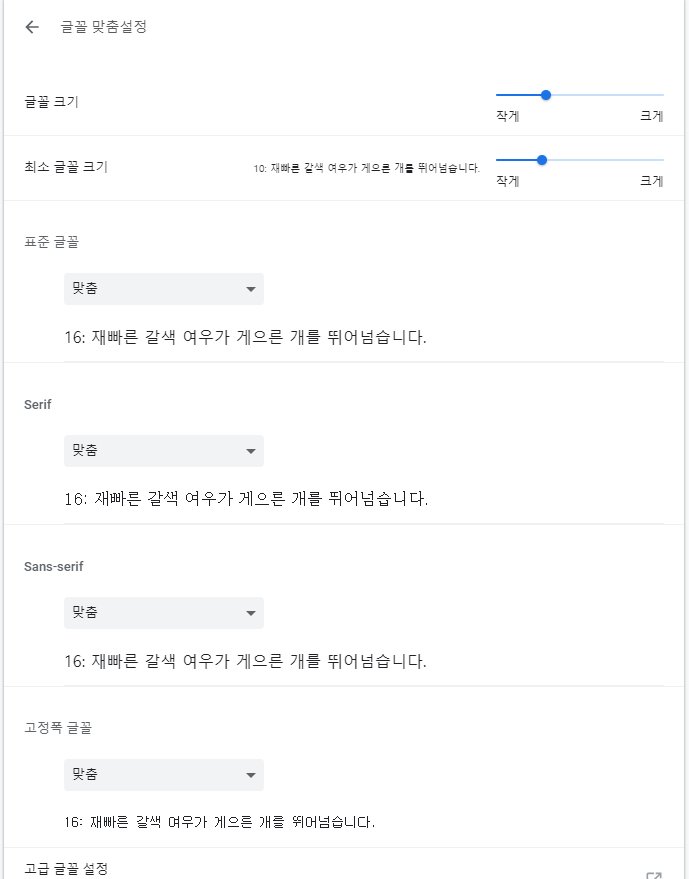 글꼴 맞춤설정
글꼴 크기
작게 크게
최소 글꼴 크기 10: 재빠른 갈색 여우가 게으른 개를 뛰어넘습니다.
작게 크게
표준 글꼴
맞춤
16: 재빠른 갈색 여우가 게으른 개를 뛰어넘습니다.
Serif
맞춤
16: 재빠른 갈색 여우가 게으른 개를 뛰어넘습니다.
Sans-serif
맞춤
16: 재빠른 갈색 여우가 게으른 개를 뛰어넘습니다.
고정폭 글꼴
맞춤
16: 재빠른 갈색 여우가 게으른 개를 뛰어넘습니다.
고급 글꼴 설정